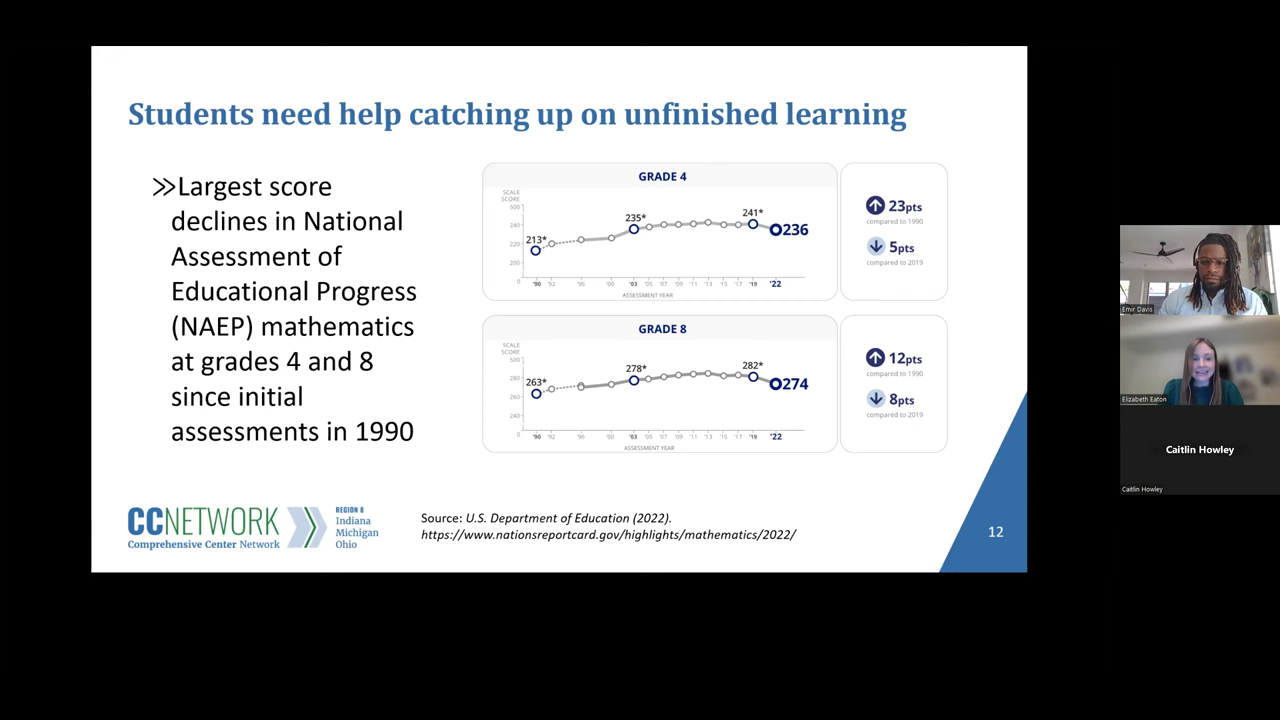 Students need help catching up on unfinished learning
Largest score
declines in National
Assessment of
Educational Progress
(NAEP) mathematics
at grades 4 and 8
since initial
assessments in 1990
GRADE 4
SCALE
SCORE
500
240
220
200
0
213*
235*
241*
236
'90 '92 '96 '00 '03 '05 '07 '09 '11 '13 '15 '17 '19 '22
ASSESSMENT YEAR
23pts
compared to 1990
5pts
compared to 2019
GRADE 8
SCALE
SCORE
500
280
260
240
0
263*
278*
282*
274
'90 '92 '96 '00 '03 '05 '07 '09 '11 '13 '15 '17 '19 '22
ASSESSMENT YEAR
12pts
compared to 1990
8pts
compared to 2019
CCNETWORK
Comprehensive Center Network
REGION 8
Indiana
Michigan
Ohio
Source: U.S. Department of Education (2022).
https://www.nationsreportcard.gov/highlights/mathematics/2022/
12
Emir Davis
Elizabeth Eaton
Caitlin Howley
Caitlin Howley